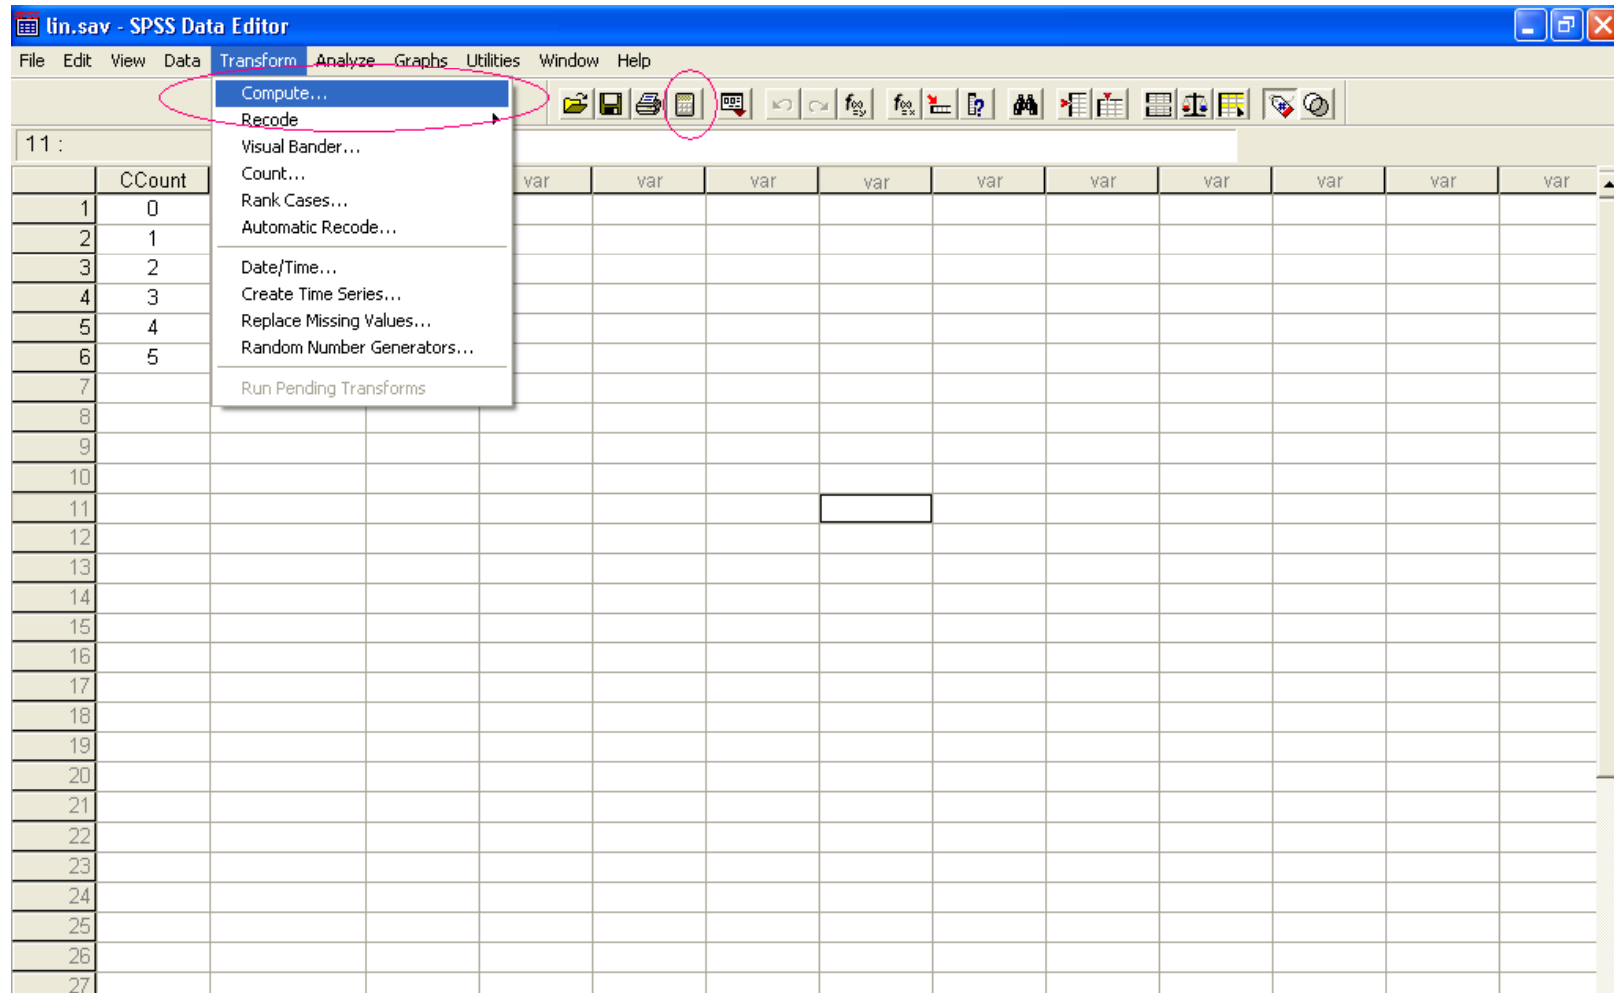 lin.sav - SPSS Data Editor
File Edit View Data Transform Analyze Graphs Utilities Window Help
Compute...
Recode
11 :
Visual Bander...
Count...
Rank Cases...
Automatic Recode...
Date/Time...
Create Time Series...
Replace Missing Values...
Random Number Generators...
Run Pending Transforms
CCount var var var var var var var var var var
1 0
2 1
3 2
4 3
5 4
6 5
7
8
9
10
11
12
13
14
15
16
17
18
19
20
21
22
23
24
25
26
27